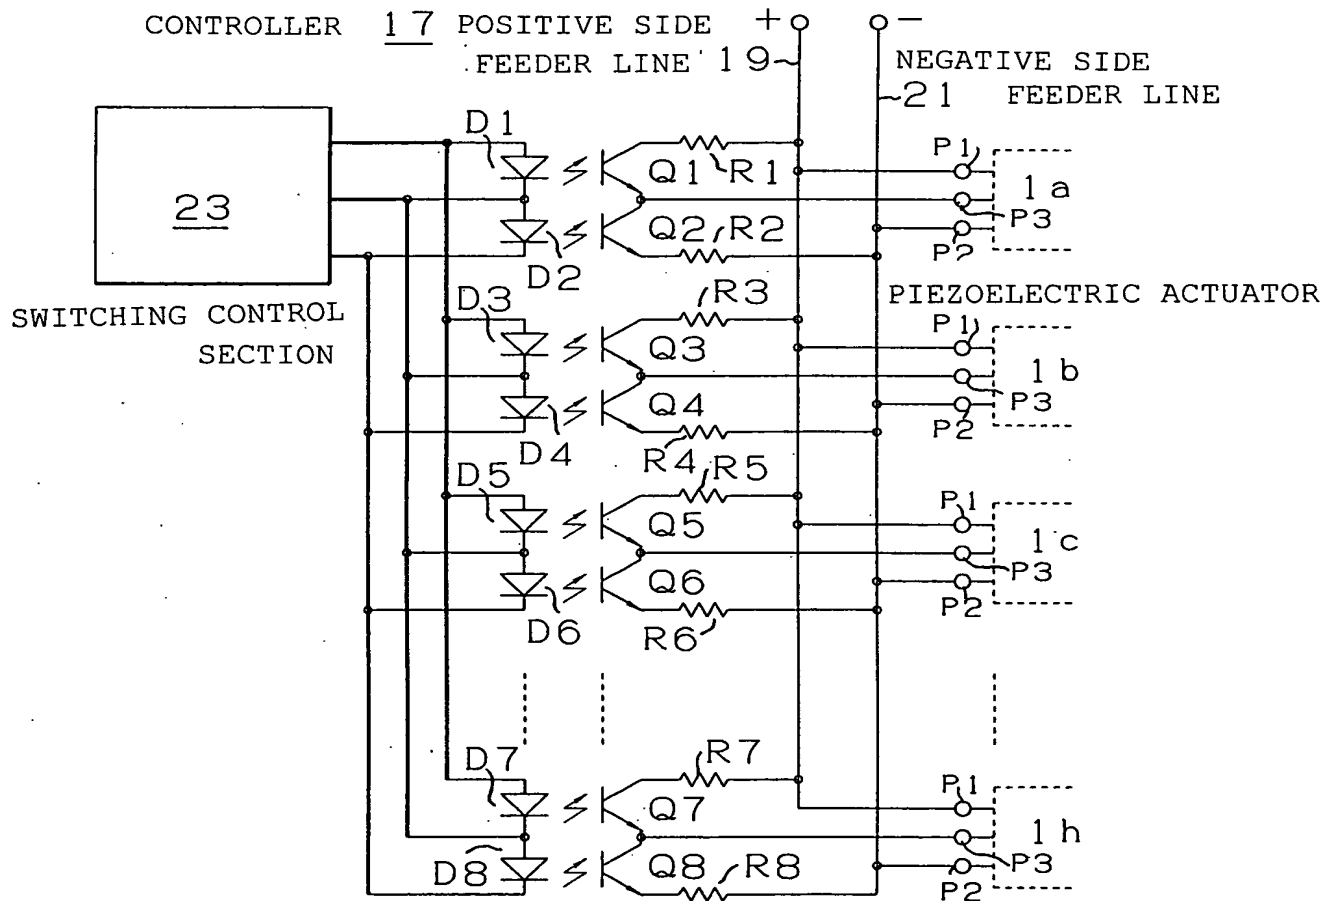 CONTROLLER 17 POSITIVE SIDE
FEEDER LINE 19
+
−
NEGATIVE SIDE
21 FEEDER LINE
23
SWITCHING CONTROL
SECTION
D1
Q1
R1
P1
1a
P3
D2
Q2
R2
P2
PIEZOELECTRIC ACTUATOR
D3
Q3
R3
P1
1b
P3
D4
Q4
R4
P2
D5
Q5
R5
P1
1c
P3
D6
Q6
R6
P2
D7
Q7
R7
P1
1h
P3
D8
Q8
R8
P2